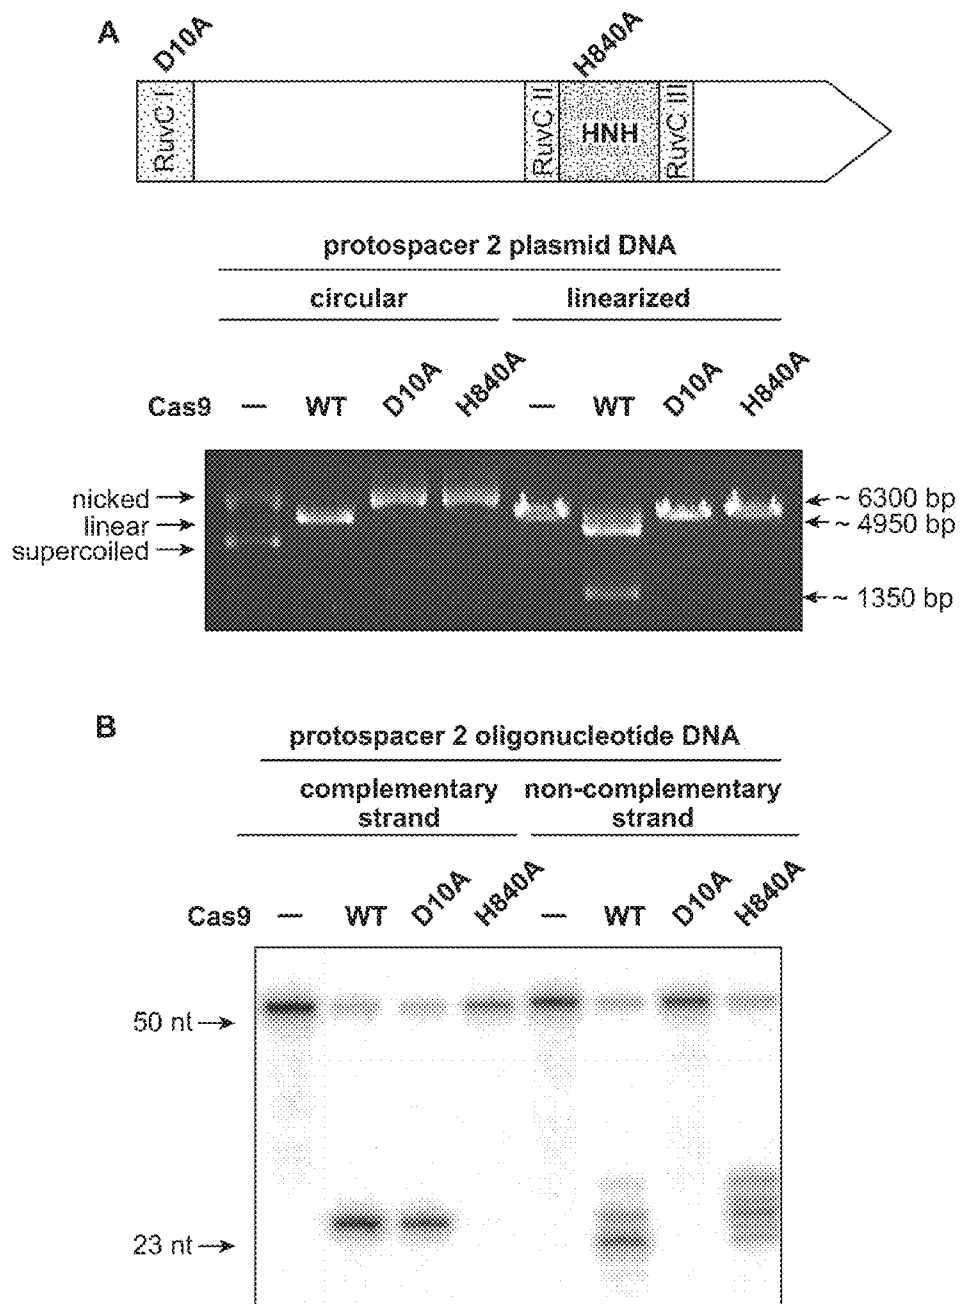 A
D10A
H840A
RuvC I
RuvC II
HNH
RuvC III
protospacer 2 plasmid DNA
circular
linearized
Cas9 — WT D10A H840A — WT D10A H840A
nicked
linear
supercoiled
~ 6300 bp
~ 4950 bp
~ 1350 bp
B
protospacer 2 oligonucleotide DNA
complementary
strand
non-complementary
strand
Cas9 — WT D10A H840A — WT D10A H840A
50 nt
23 nt